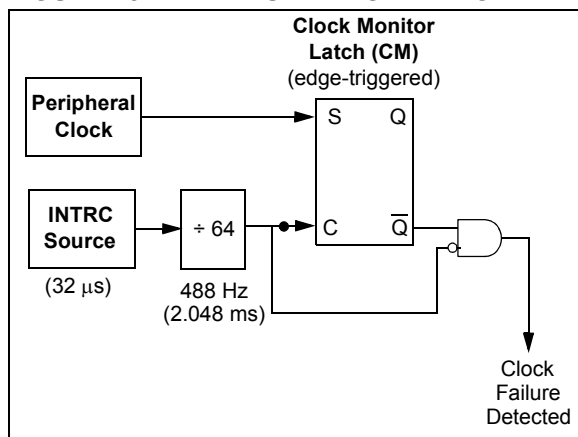 Clock Monitor
Latch (CM)
(edge-triggered)
Peripheral
Clock
S Q
INTRC
Source
÷ 64
C Q̅
(32 μs)
488 Hz
(2.048 ms)
Clock
Failure
Detected